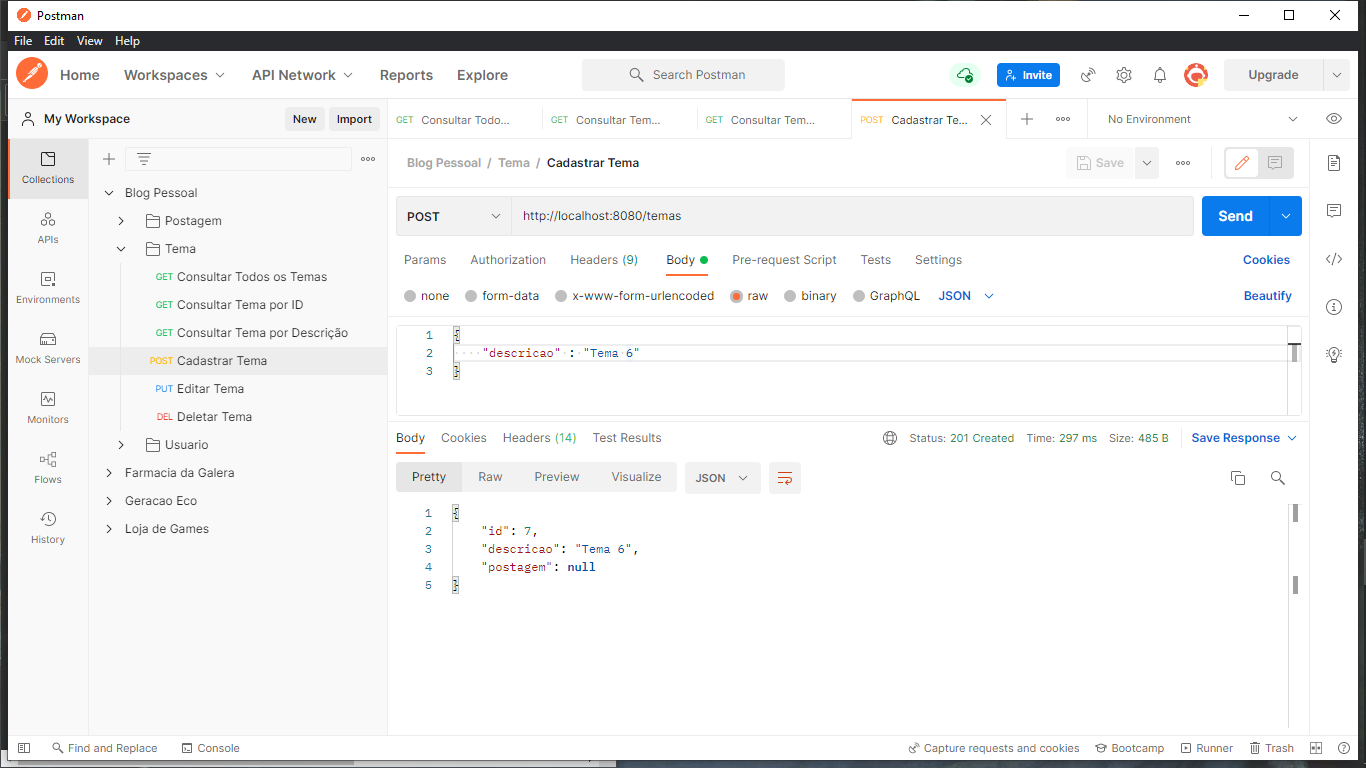 Postman
File Edit View Help
Home Workspaces API Network Reports Explore Search Postman Invite Upgrade
My Workspace New Import
GET Consultar Todo... GET Consultar Tem... GET Consultar Tem... POST Cadastrar Te... No Environment
Collections
APIs
Environments
Mock Servers
Monitors
Flows
History
Blog Pessoal
Postagem
Tema
GET Consultar Todos os Temas
GET Consultar Tema por ID
GET Consultar Tema por Descrição
POST Cadastrar Tema
PUT Editar Tema
DEL Deletar Tema
Usuario
Farmacia da Galera
Geracao Eco
Loja de Games
Blog Pessoal / Tema / Cadastrar Tema Save
POST http://localhost:8080/temas Send
Params Authorization Headers (9) Body Pre-request Script Tests Settings Cookies
none form-data x-www-form-urlencoded raw binary GraphQL JSON Beautify
1 {
2 "descricao" : "Tema 6"
3 }
Body Cookies Headers (14) Test Results Status: 201 Created Time: 297 ms Size: 485 B Save Response
Pretty Raw Preview Visualize JSON
1 {
2 "id": 7,
3 "descricao": "Tema 6",
4 "postagem": null
5 }
Find and Replace Console Capture requests and cookies Bootcamp Runner Trash